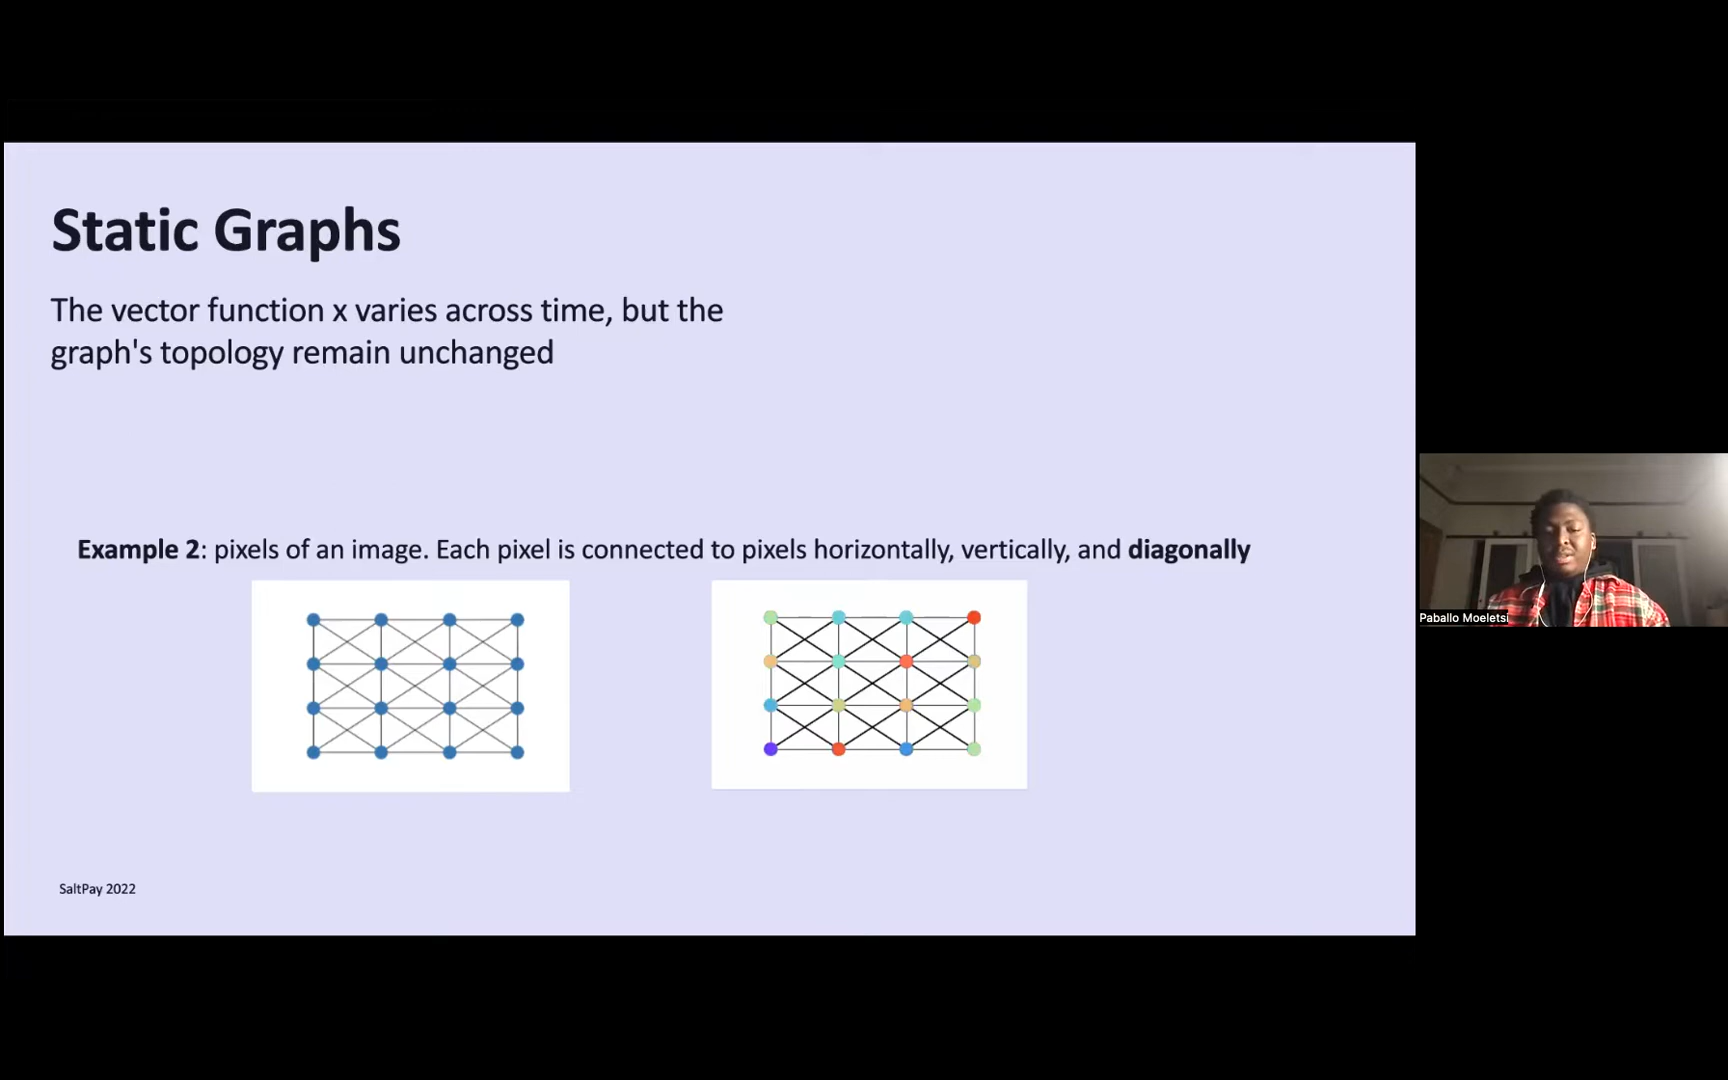 Static Graphs
The vector function x varies across time, but the
graph's topology remain unchanged
Example 2: pixels of an image. Each pixel is connected to pixels horizontally, vertically, and diagonally
Paballo Moeletsi
SaltPay 2022